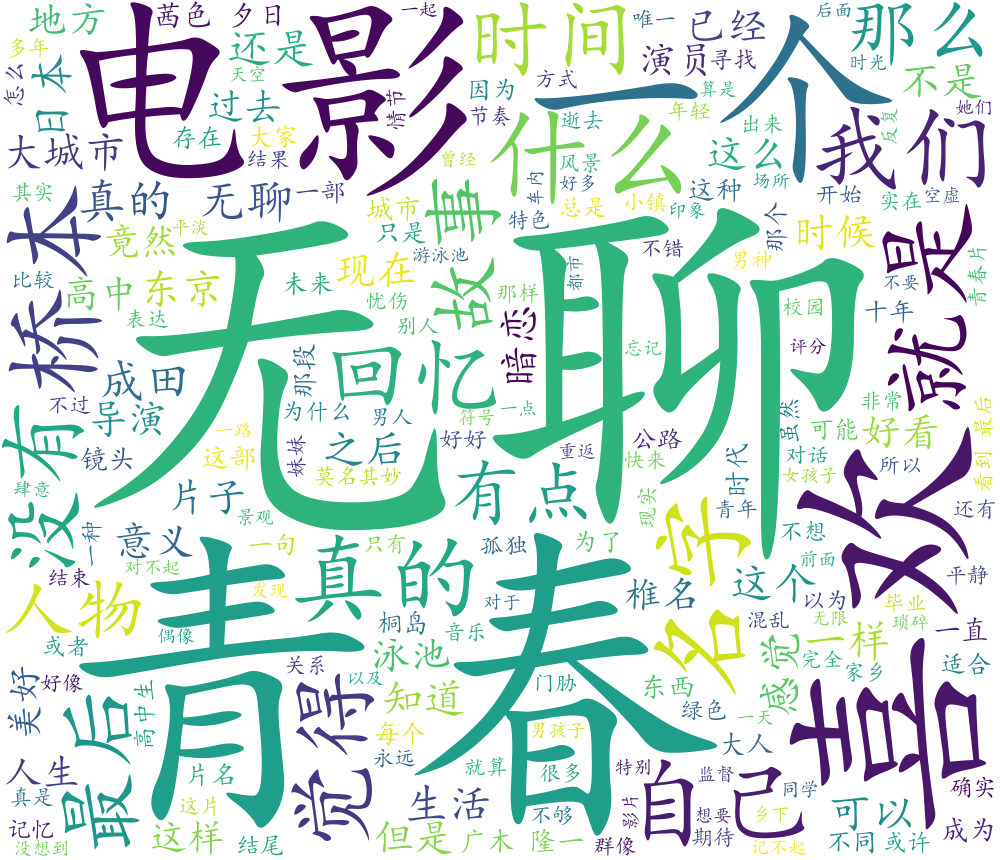 地方
茜色
夕日
电影
一起
时间
唯一
已经
后面
那么
多年
怎么
日本
还是
天空
过去
存在
大家
结果
情节
因为
节奏
方式
演员
寻找
算是
年轻
一个
时光
不是
她们
逝去
出来
反复
什么
我们
大城市
曾经
风景
好多
车内
这么
这种
场所
开始
实在
空虚
其实
真的
无聊
一部
故事
城市
只是
特色
总是
小镇
印象
那个
时候
桥本
竟然
平淡
游泳池
不错
男神
都市
就是
青春片
比较
高中
东京
未来
现在
忧伤
那样
校园
十年
不要
表达
别人
无聊
回忆
暗恋
忘记
评分
成田
那段
为什么
男人
符号
一点
虽然
非常
最后
不过
没有
导演
一路
之后
好好
重返
公路
快来
可能
好看
镜头
这部
妹妹
莫名其妙
时代
对话
女孩子
所以
看到
喜欢
肆意
片子
景观
有点
现实
青年
不想
还有
一种
意义
一句
真的
只有
孤独
为了
名字
前面
平静
结束
对不起
发现
这个
人物
偶像
桐岛
音乐
对于
椎名
混乱
以为
毕业
无限
琐碎
或者
青春
泳池
感觉
完全
一样
家乡
一直
适合
美好
好像
最后
高中生
关系
以及
觉得
知道
门胁
东西
绿色
一天
每个
永远
男孩子
大人
人生
片名
就算
很多
特别
自己
监督
同学
确实
真是
这片
生活
不够
影片
想要
乡下
可以
记忆
没想到
这样
结尾
但是
广木
隆一
群像
期待
记不起
不同
或许
成为